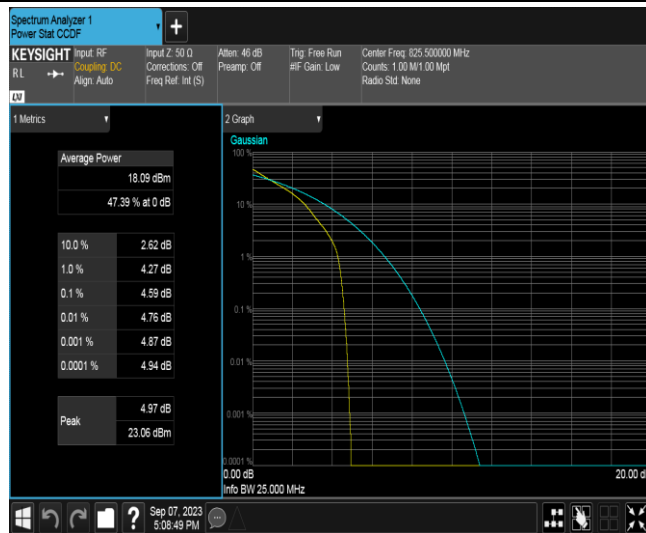 Spectrum Analyzer 1
Power Stat CCDF
+
KEYSIGHT
RL
Input: RF
Coupling: DC
Align: Auto
Input Z: 50 Ω
Corrections: Off
Freq Ref: Int (S)
Atten: 46 dB
Preamp: Off
Trig: Free Run
#IF Gain: Low
Center Freq: 825.500000 MHz
Counts: 1.00 M/1.00 Mpt
Radio Std: None
1 Metrics
Average Power
18.09 dBm
47.39 % at 0 dB
10.0 % 2.62 dB
1.0 % 4.27 dB
0.1 % 4.59 dB
0.01 % 4.76 dB
0.001 % 4.87 dB
0.0001 % 4.94 dB
Peak
4.97 dB
23.06 dBm
2 Graph
Gaussian
100 %
10 %
1 %
0.1 %
0.01 %
0.001 %
0.0001 %
0.00 dB
20.00 d
Info BW 25.000 MHz
?
Sep 07, 2023
5:08:49 PM